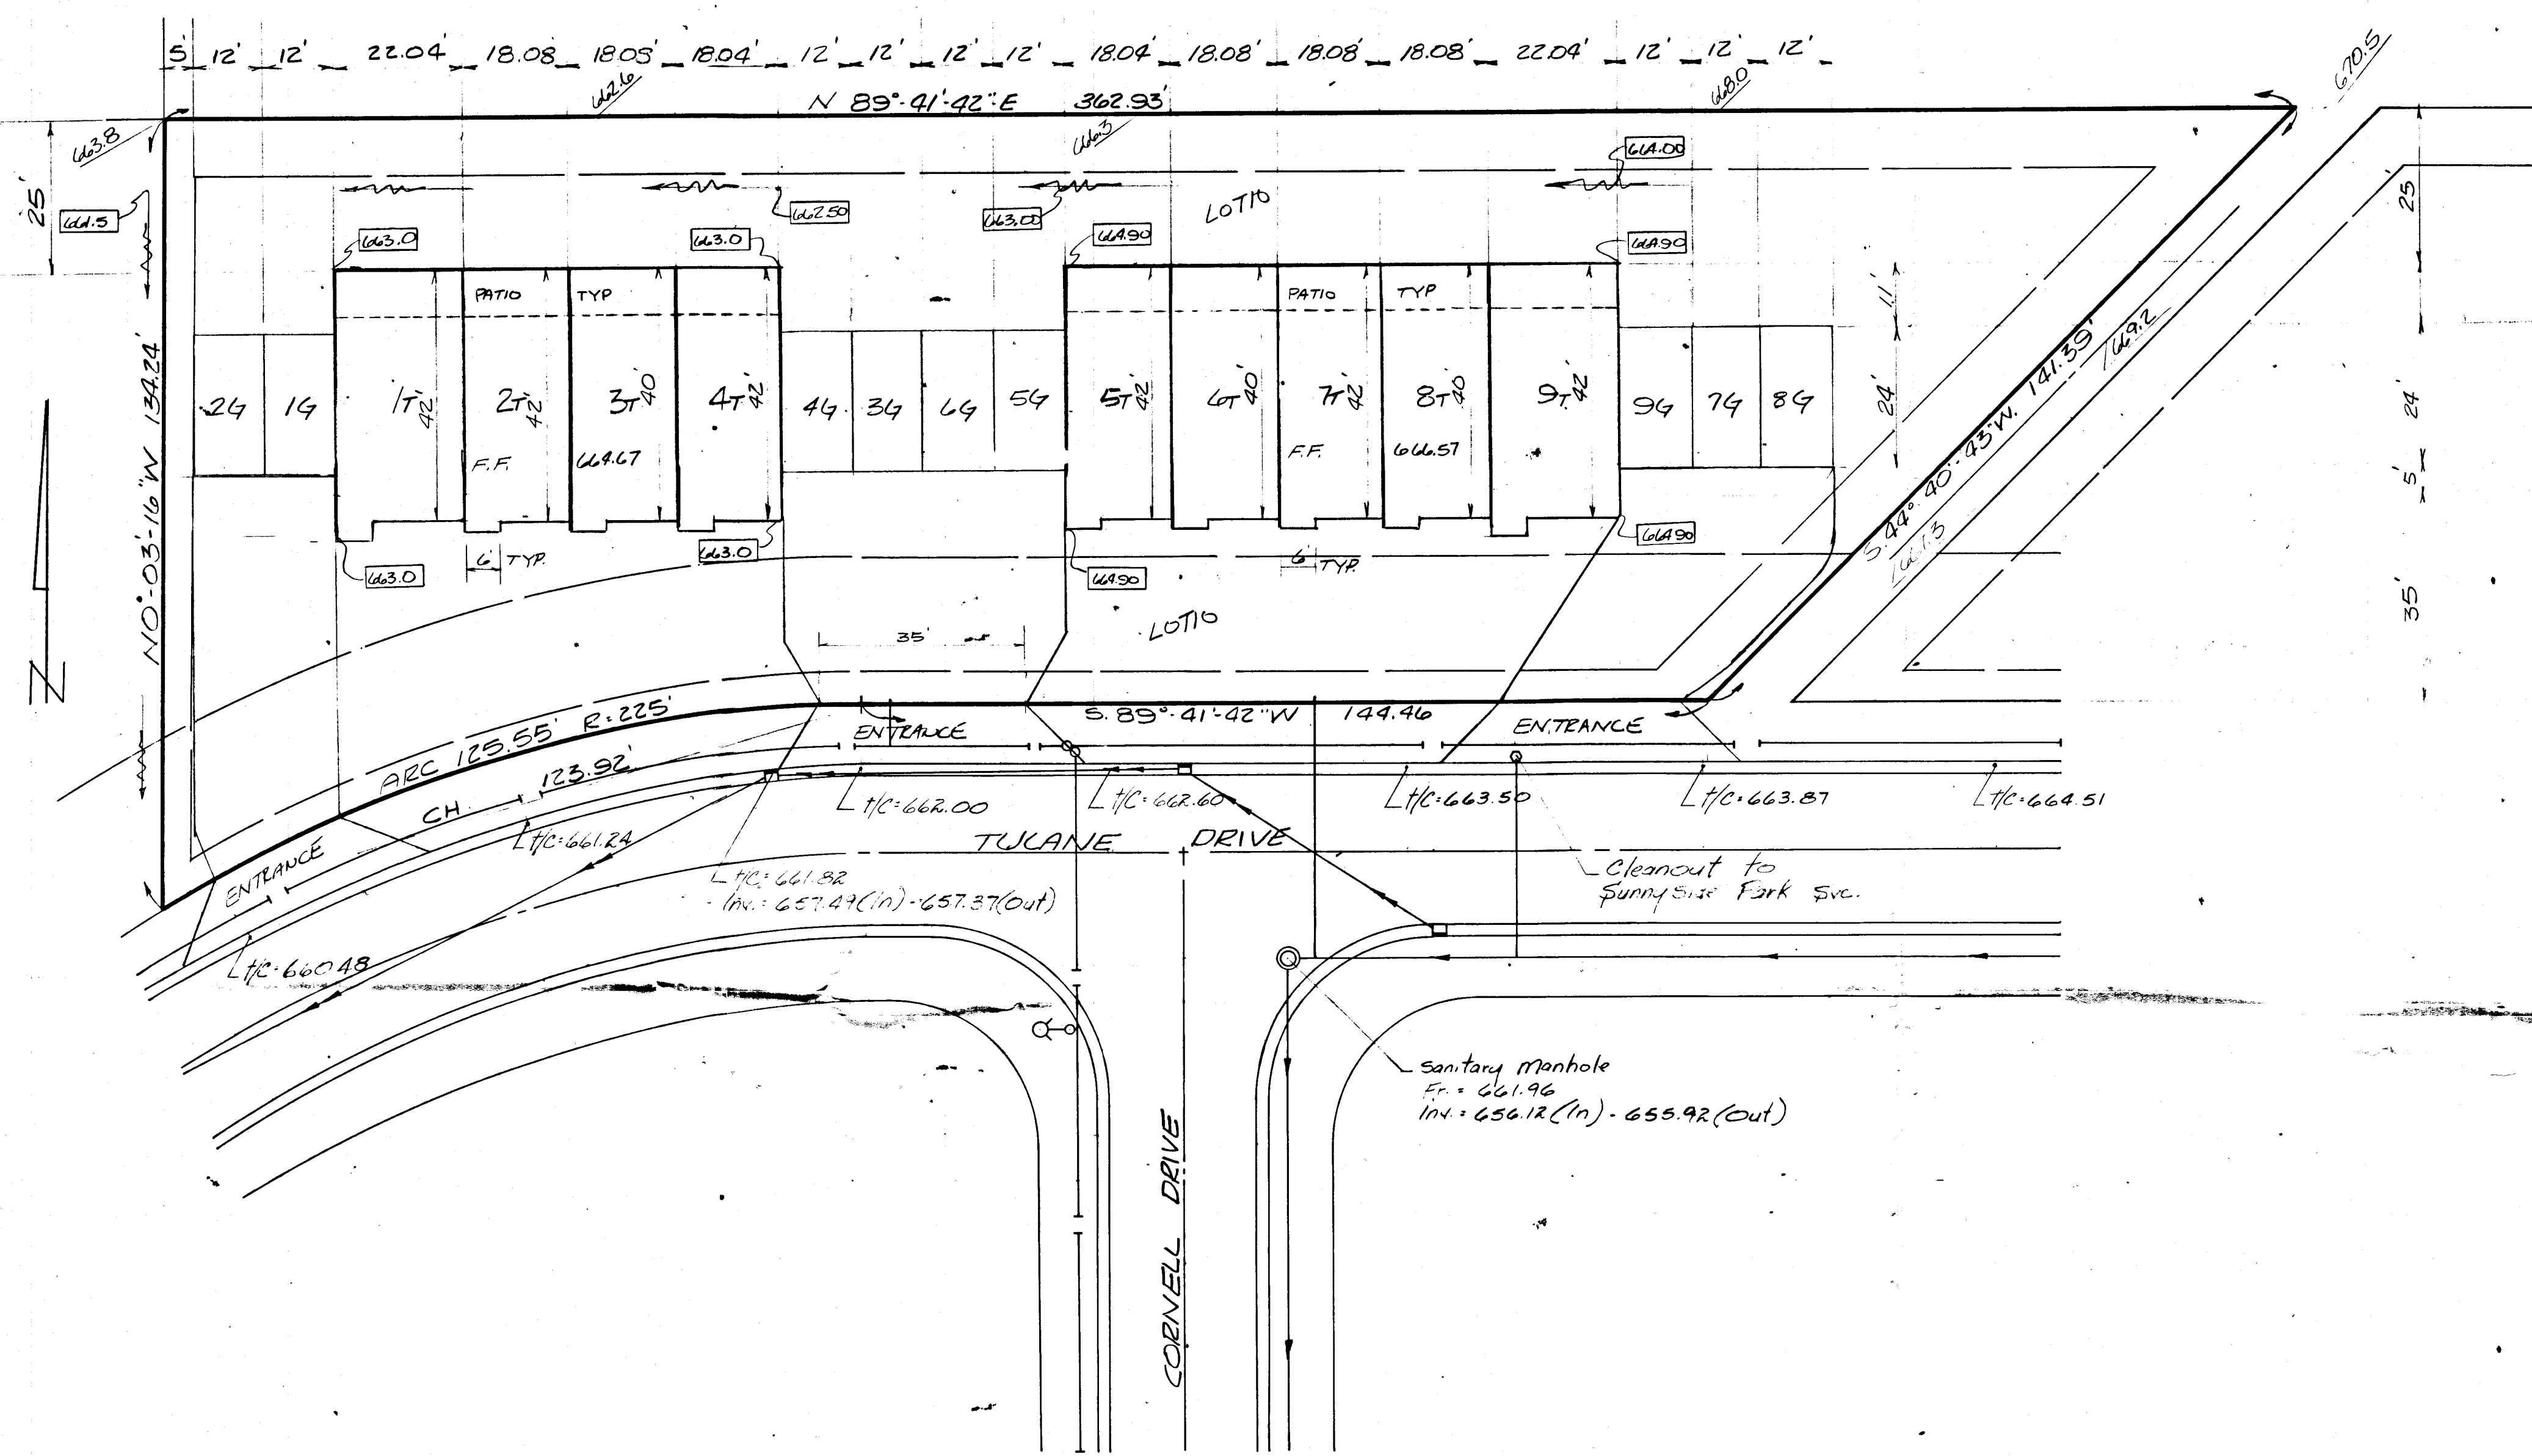 5' 12' 12' 22.04' 18.08 18.08' 18.04' 12' 12' 12' 12' 18.04' 18.08' 18.08' 18.08' 22.04' 12' 12' 12'
662.6
668.0
670.5
N 89°-41'-42" E 362.93'
663.8
666.3
664.00
25'
661.5
662.50
663.00
LOT 10
25'
663.0
663.0
664.90
664.90
PATIO TYP
PATIO TYP
11'
N 0°-03'-16" W 134.24'
2G 1G 1T 42' 2T 42' 3T 40' 4T 42' 4G 3G 6G 5G 5T 42' 6T 40' 7T 42' 8T 40' 9T 42' 9G 7G 8G
24'
24'
S. 44°-40'-43" W. 141.39'
669.2
667.3
F.F. 664.67
F.F. 666.57
5'
663.0
6' TYP.
663.0
664.90
6' TYP.
664.90
35'
N
35'
LOT 10
ARC 125.55' R=225'
S. 89°-41'-42" W 144.46
ENTRANCE
ENTRANCE
CH. 123.92'
t/c=662.00
t/c=662.60
t/c=663.50
t/c=663.87
t/c=664.51
t/c=661.24
TULANE DRIVE
ENTRANCE
t/c=661.82
Inv.=657.49(In)-657.37(Out)
Cleanout to
Sunny Side Park Svc.
t/c=660.48
Sanitary Manhole
Fr.=661.96
Inv.=656.12(In)-655.92(Out)
CORNELL DRIVE